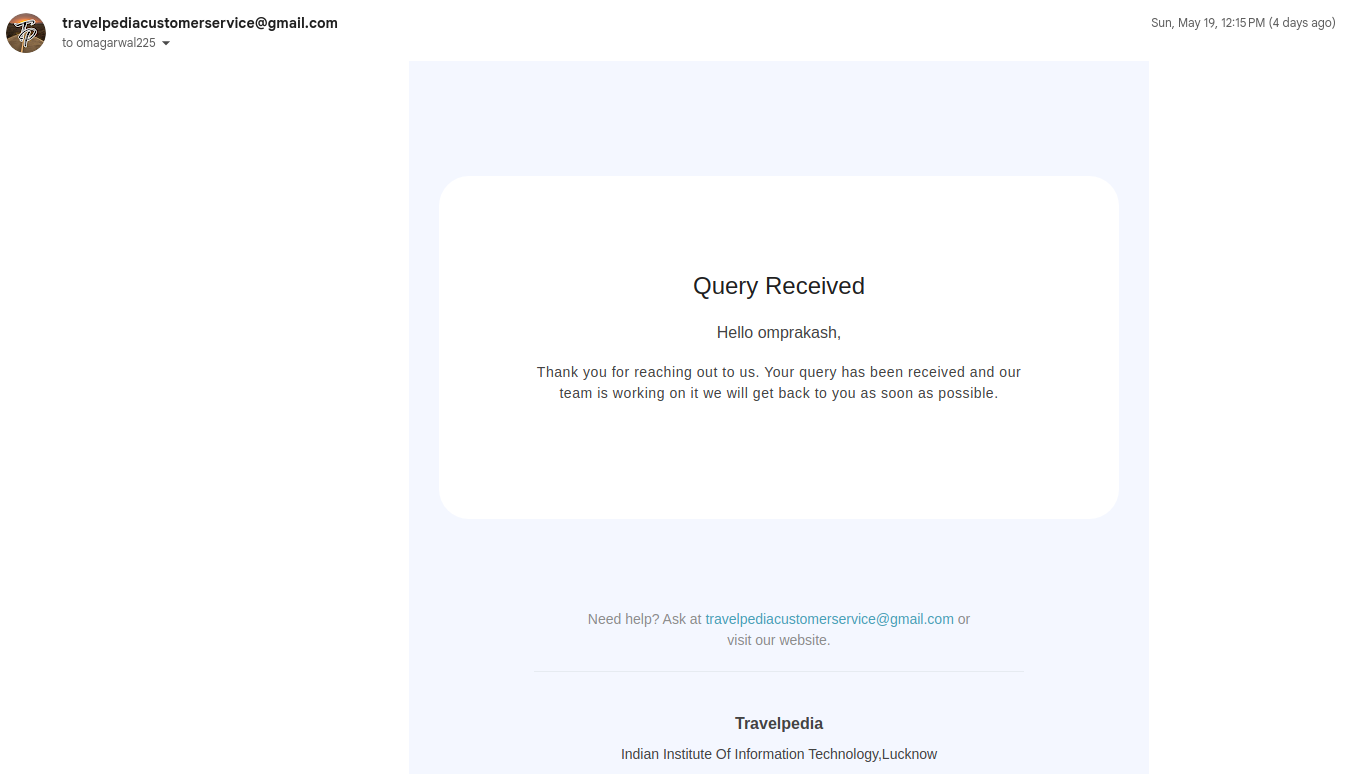 travelpediacustomerservice@gmail.com
Sun, May 19, 12:15 PM (4 days ago)
to omagarwal225
TP
Query Received
Hello omprakash,
Thank you for reaching out to us. Your query has been received and our
team is working on it we will get back to you as soon as possible.
Need help? Ask at travelpediacustomerservice@gmail.com or
visit our website.
Travelpedia
Indian Institute Of Information Technology,Lucknow